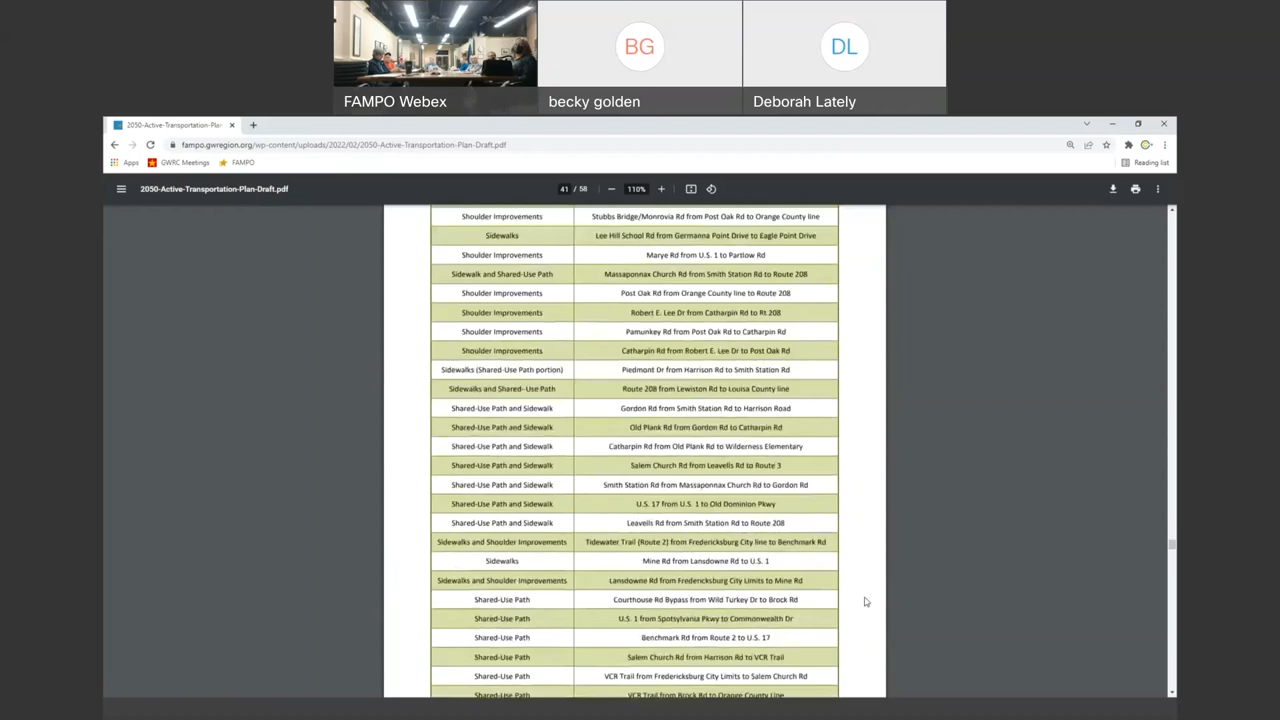 BG
DL
FAMPO Webex
becky golden
Deborah Lately
2050-Active-Transportation-Pla
fampo.gwregion.org/wp-content/uploads/2022/02/2050-Active-Transportation-Plan-Draft.pdf
Apps GWRC Meetings FAMPO Reading list
2050-Active-Transportation-Plan-Draft.pdf 41 / 58 110%
Shoulder Improvements Stubbs Bridge/Monrovia Rd from Post Oak Rd to Orange County line
Sidewalks Lee Hill School Rd from Germanna Point Drive to Eagle Point Drive
Shoulder Improvements Marye Rd from U.S. 1 to Partlow Rd
Sidewalk and Shared-Use Path Massaponnax Church Rd from Smith Station Rd to Route 208
Shoulder Improvements Post Oak Rd from Orange County line to Route 208
Shoulder Improvements Robert E. Lee Dr from Catharpin Rd to Rt 208
Shoulder Improvements Pamunkey Rd from Post Oak Rd to Catharpin Rd
Shoulder Improvements Catharpin Rd from Robert E. Lee Dr to Post Oak Rd
Sidewalks (Shared-Use Path portion) Piedmont Dr from Harrison Rd to Smith Station Rd
Sidewalks and Shared-Use Path Route 208 from Lewiston Rd to Louisa County line
Shared-Use Path and Sidewalk Gordon Rd from Smith Station Rd to Harrison Road
Shared-Use Path and Sidewalk Old Plank Rd from Gordon Rd to Catharpin Rd
Shared-Use Path and Sidewalk Catharpin Rd from Old Plank Rd to Wilderness Elementary
Shared-Use Path and Sidewalk Salem Church Rd from Leavells Rd to Route 3
Shared-Use Path and Sidewalk Smith Station Rd from Massaponnax Church Rd to Gordon Rd
Shared-Use Path and Sidewalk U.S. 17 from U.S. 1 to Old Dominion Pkwy
Shared-Use Path and Sidewalk Leavells Rd from Smith Station Rd to Route 208
Sidewalks and Shoulder Improvements Tidewater Trail (Route 2) from Fredericksburg City line to Benchmark Rd
Sidewalks Mine Rd from Lansdowne Rd to U.S. 1
Sidewalks and Shoulder Improvements Lansdowne Rd from Fredericksburg City Limits to Mine Rd
Shared-Use Path Courthouse Rd Bypass from Wild Turkey Dr to Brock Rd
Shared-Use Path U.S. 1 from Spotsylvania Pkwy to Commonwealth Dr
Shared-Use Path Benchmark Rd from Route 2 to U.S. 17
Shared-Use Path Salem Church Rd from Harrison Rd to VCR Trail
Shared-Use Path VCR Trail from Fredericksburg City Limits to Salem Church Rd
Shared-Use Path VCR Trail from Brock Rd to Orange County Line